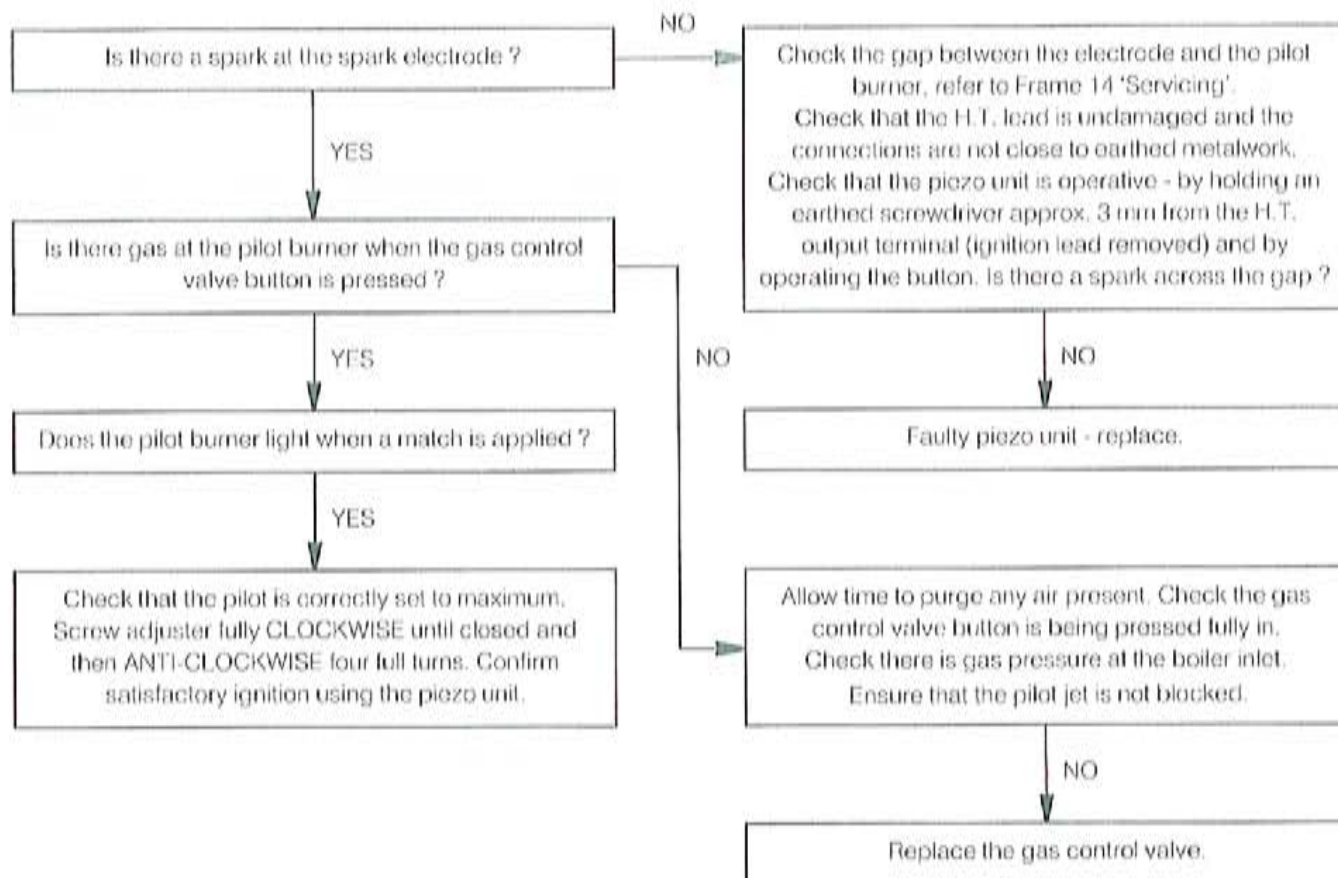 NO
Is there a spark at the spark electrode ?
Check the gap between the electrode and the pilot
burner, refer to Frame 14 'Servicing'.
Check that the H.T. lead is undamaged and the
connections are not close to earthed metalwork.
Check that the piezo unit is operative - by holding an
earthed screwdriver approx. 3 mm from the H.T.
output terminal (ignition lead removed) and by
operating the button. Is there a spark across the gap ?
YES
Is there gas at the pilot burner when the gas control
valve button is pressed ?
YES
NO
NO
Does the pilot burner light when a match is applied ?
Faulty piezo unit - replace.
YES
Check that the pilot is correctly set to maximum.
Screw adjuster fully CLOCKWISE until closed and
then ANTI-CLOCKWISE four full turns. Confirm
satisfactory ignition using the piezo unit.
Allow time to purge any air present. Check the gas
control valve button is being pressed fully in.
Check there is gas pressure at the boiler inlet.
Ensure that the pilot jet is not blocked.
NO
Replace the gas control valve.